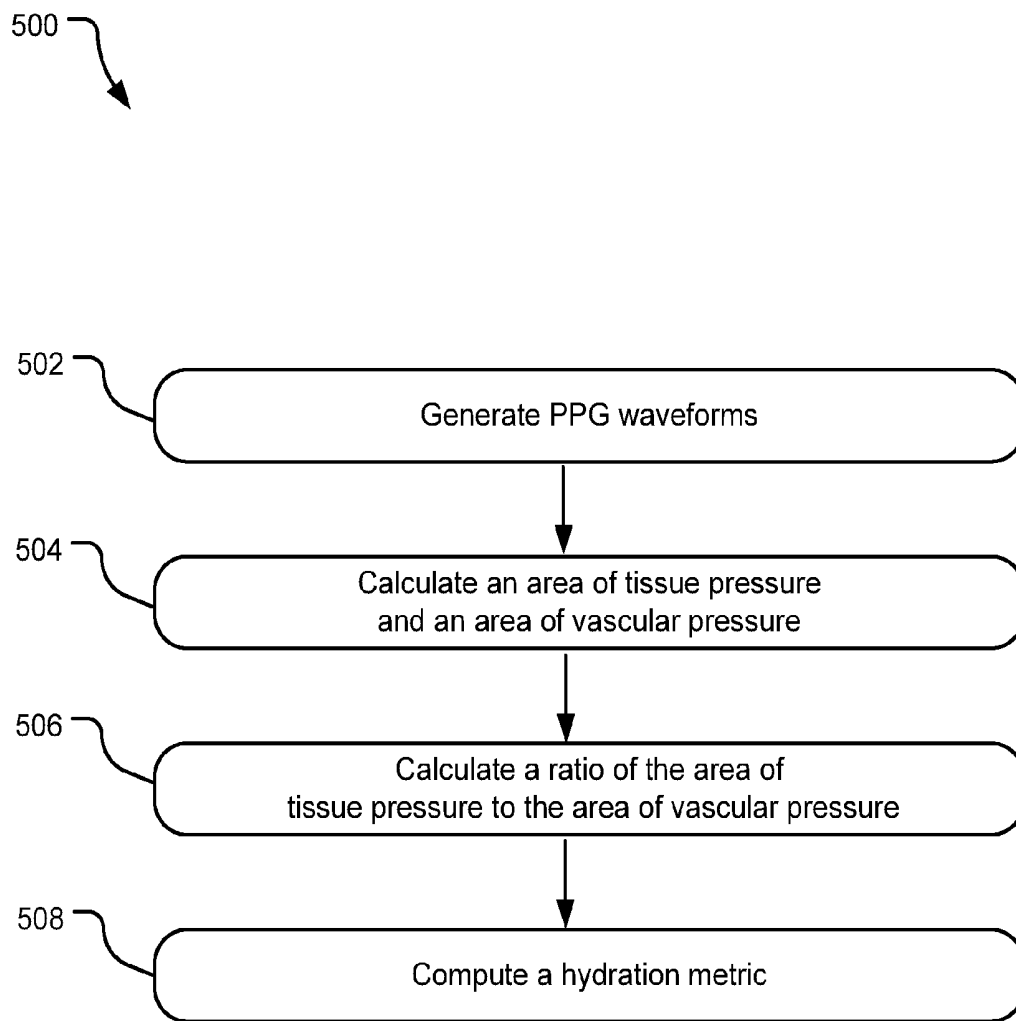 500
502
Generate PPG waveforms
504
Calculate an area of tissue pressure
and an area of vascular pressure
506
Calculate a ratio of the area of
tissue pressure to the area of vascular pressure
508
Compute a hydration metric